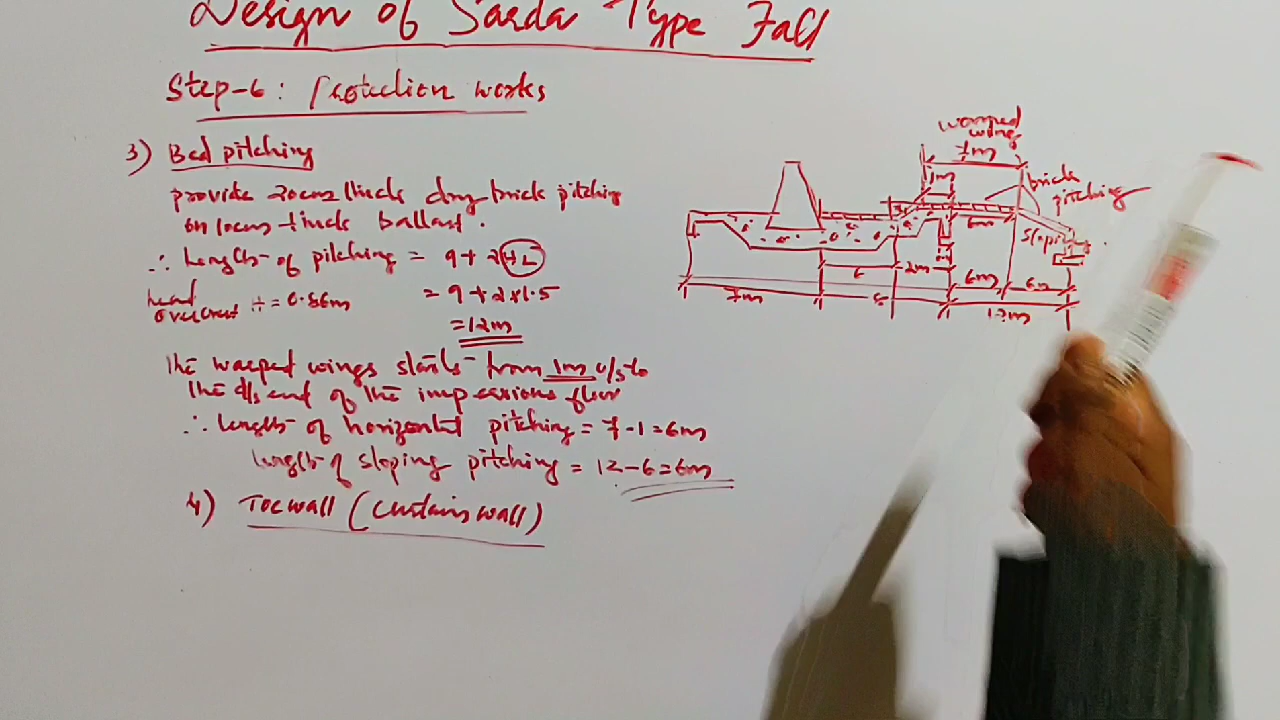 Design of Sarda Type Fall
Step-6: Protection works
3) Bed pitching
provide 20cm thick dry brick pitching
on 10cm thick ballast.
∴ Length of pitching = 9 + 2HL
= 9 + 2×1.5
= 12m
head
over crest H = 0.86m
The warped wings starts from 1m u/s to
the d/s end of the impervious floor
∴ Length of horizontal pitching = 7-1=6m
Length of sloping pitching = 12-6=6m
4) Toe wall (curtain wall)
warped
wing
7m
1m
brick
pitching
6m
sloping
6
2m
6m
6m
7m
8
12m